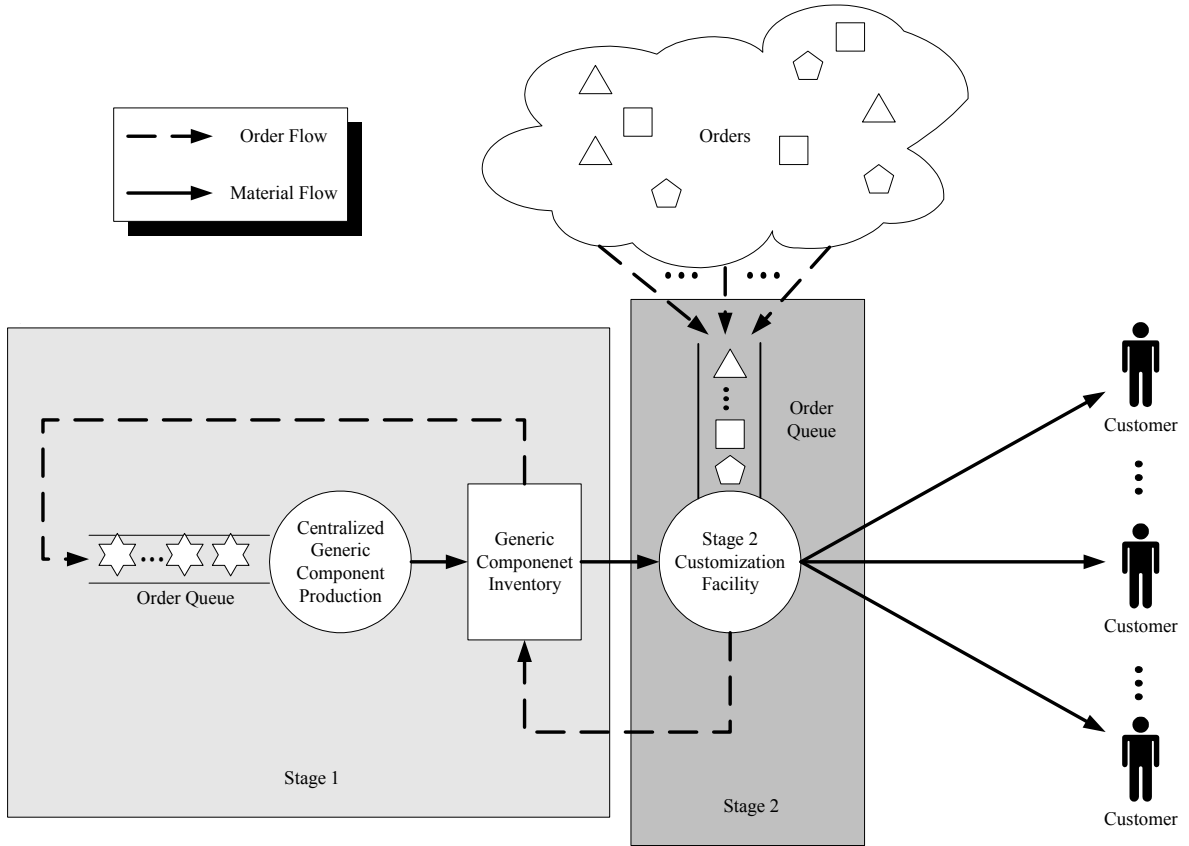 Order Flow
Material Flow
Orders
Order
Queue
Customer
Centralized
Generic
Component
Production
Order Queue
Generic
Componenet
Inventory
Stage 2
Customization
Facility
Customer
Stage 1
Stage 2
Customer